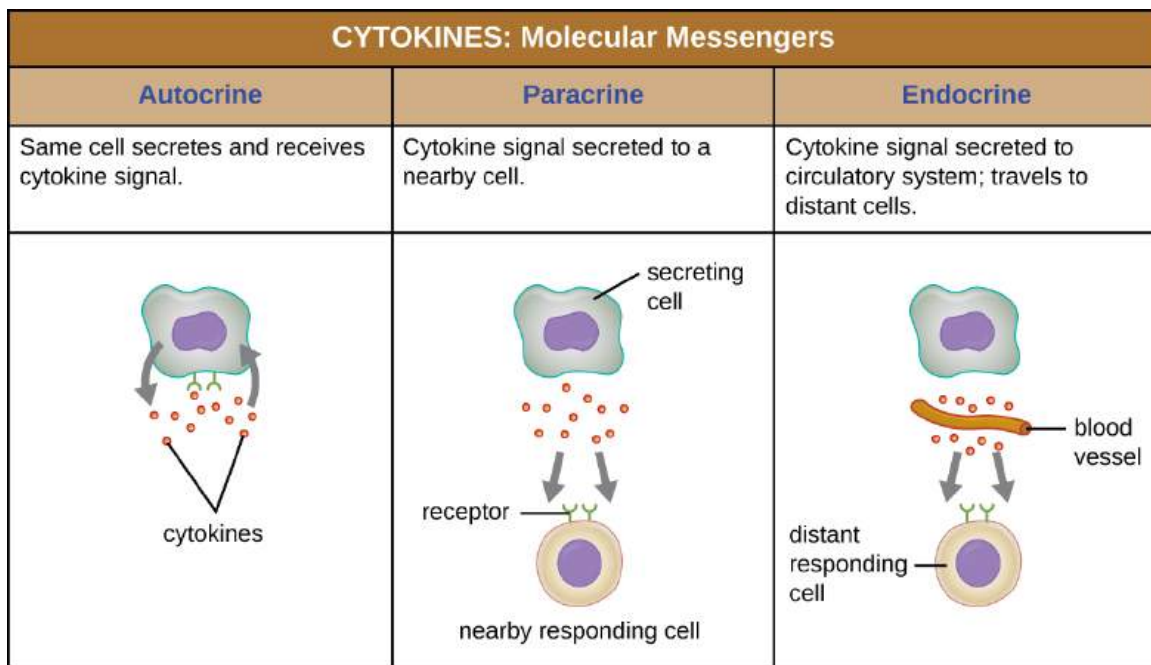 CYTOKINES: Molecular Messengers
Autocrine
Paracrine
Endocrine
Same cell secretes and receives
cytokine signal.
Cytokine signal secreted to a
nearby cell.
Cytokine signal secreted to
circulatory system; travels to
distant cells.
cytokines
secreting
cell
receptor
nearby responding cell
blood
vessel
distant
responding
cell